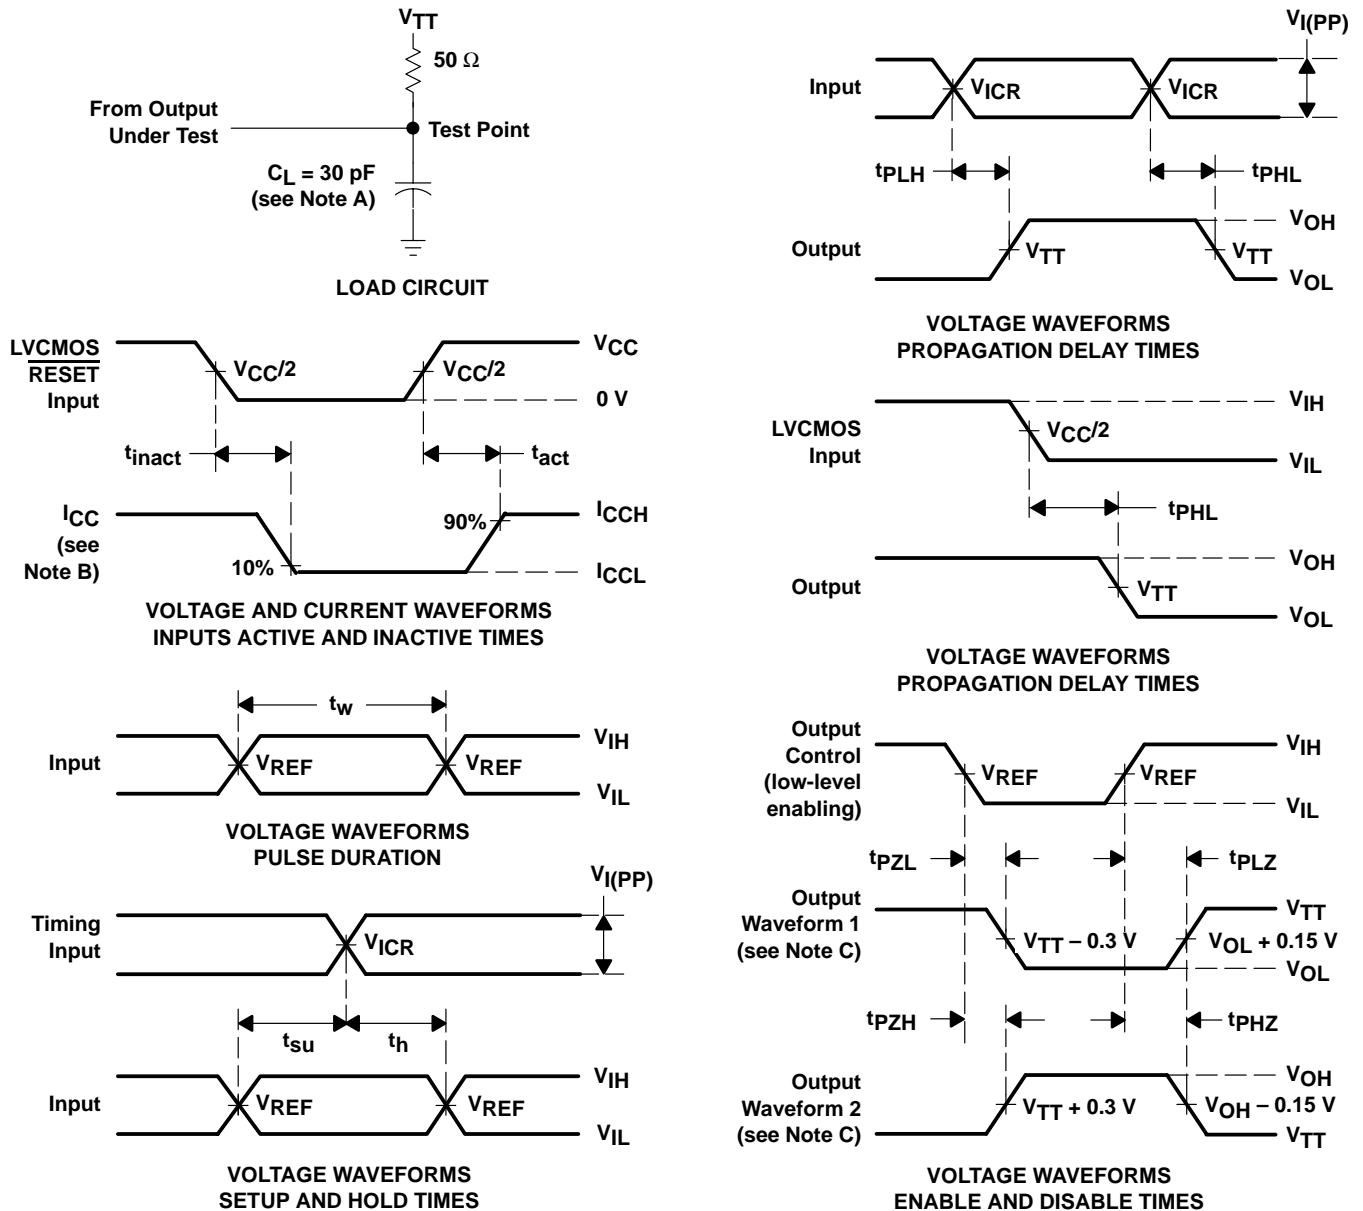 VTT
50 Ω
From Output
Under Test
Test Point
CL = 30 pF
(see Note A)
LOAD CIRCUIT
LVCMOS
RESET
Input
VCC/2
VCC/2
VCC
0 V
tinact
tact
ICC
(see
Note B)
10%
90%
ICCH
ICCL
VOLTAGE AND CURRENT WAVEFORMS
INPUTS ACTIVE AND INACTIVE TIMES
tw
Input
VREF
VREF
VIH
VIL
VOLTAGE WAVEFORMS
PULSE DURATION
VI(PP)
Timing
Input
VICR
tsu
th
Input
VREF
VREF
VIH
VIL
VOLTAGE WAVEFORMS
SETUP AND HOLD TIMES
VI(PP)
Input
VICR
VICR
tPLH
tPHL
Output
VTT
VTT
VOH
VOL
VOLTAGE WAVEFORMS
PROPAGATION DELAY TIMES
LVCMOS
Input
VCC/2
VIH
VIL
tPHL
Output
VTT
VOH
VOL
VOLTAGE WAVEFORMS
PROPAGATION DELAY TIMES
Output
Control
(low-level
enabling)
VREF
VREF
VIH
VIL
tPZL
tPLZ
Output
Waveform 1
(see Note C)
VTT – 0.3 V
VTT
VOL + 0.15 V
VOL
tPZH
tPHZ
Output
Waveform 2
(see Note C)
VTT + 0.3 V
VOH
VOH – 0.15 V
VTT
VOLTAGE WAVEFORMS
ENABLE AND DISABLE TIMES